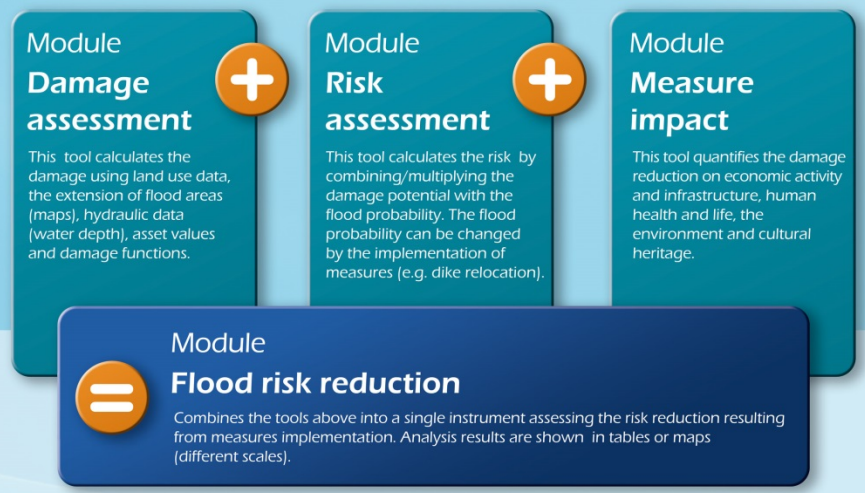 Module
Damage
assessment
This tool calculates the
damage using land use data,
the extension of flood areas
(maps), hydraulic data
(water depth), asset values
and damage functions.
+
Module
Risk
assessment
This tool calculates the risk by
combining/multiplying the
damage potential with the
flood probability. The flood
probability can be changed
by the implementation of
measures (e.g. dike relocation).
+
Module
Measure
impact
This tool quantifies the damage
reduction on economic activity
and infrastructure, human
health and life, the
environment and cultural
heritage.
=
Module
Flood risk reduction
Combines the tools above into a single instrument assessing the risk reduction resulting
from measures implementation. Analysis results are shown in tables or maps
(different scales).